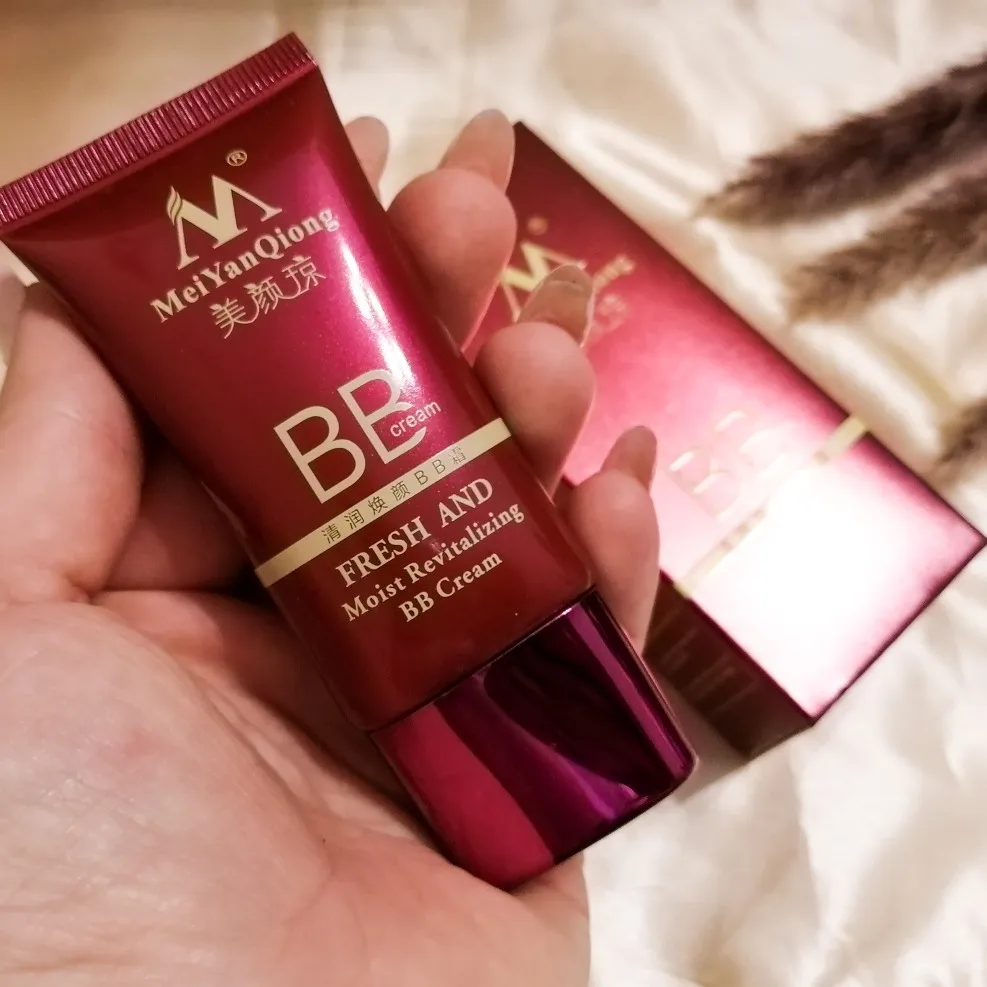 ®
MeiYanQiong
美颜琼
BB
cream
清润焕颜BB霜
FRESH AND
Moist Revitalizing
BB Cream
BB